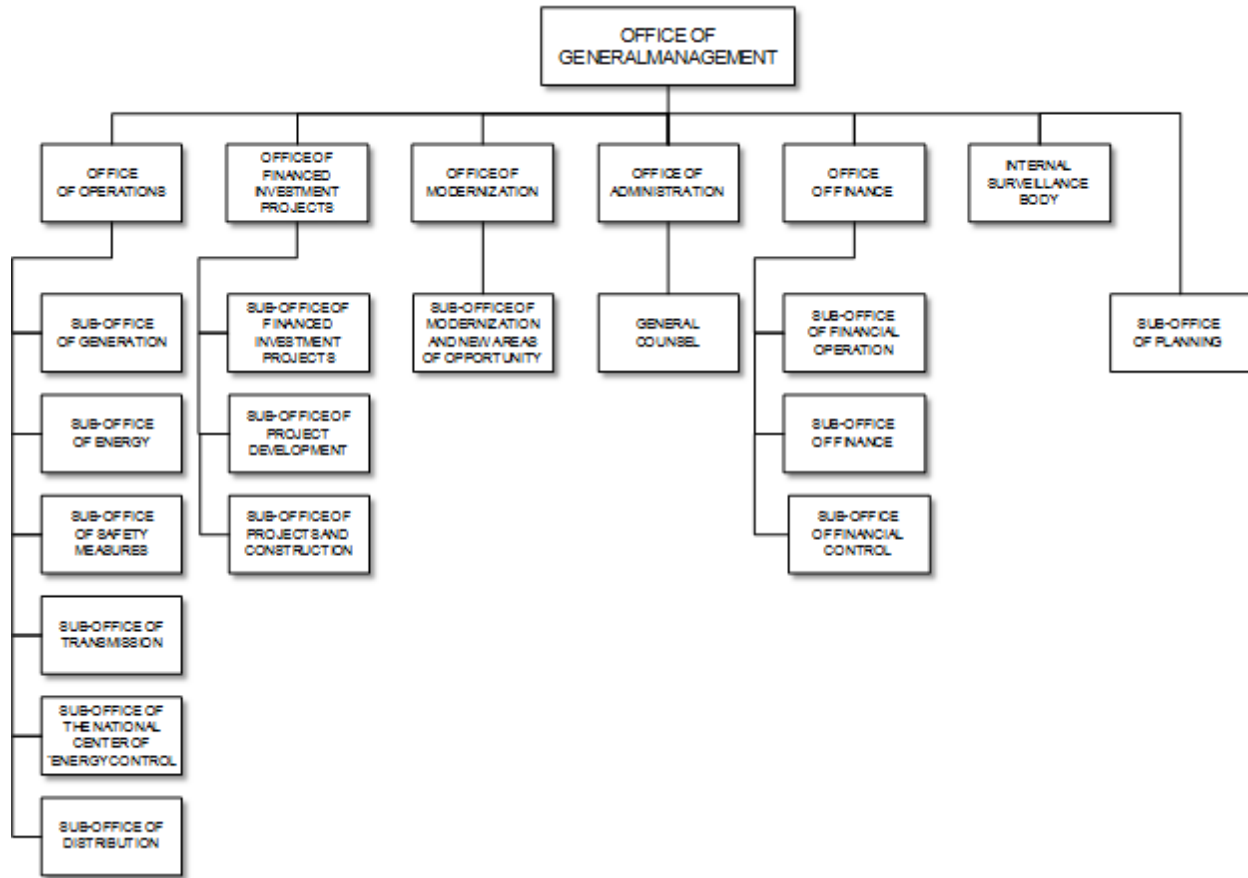 OFFICE OF
GENERALMANAGEMENT
OFFICE
OF OPERATIONS
OFFICE OF
FINANCED
INVESTMENT
PROJECTS
OFFICE OF
MODERNIZATION
OFFICE OF
ADMINISTRATION
OFFICE
OF FINANCE
INTERNAL
SURVEILLANCE
BODY
SUB-OFFICE
OF GENERATION
SUB-OFFICE OF
FINANCED
INVESTMENT
PROJECTS
SUB-OFFICE OF
MODERNIZATION
AND NEW AREAS
OF OPPORTUNITY
GENERAL
COUNSEL
SUB-OFFICE
OF FINANCIAL
OPERATION
SUB-OFFICE
OF PLANNING
SUB-OFFICE
OF ENERGY
SUB-OFFICE OF
PROJECT
DEVELOPMENT
SUB-OFFICE
OF FINANCE
SUB-OFFICE
OF SAFETY
MEASURES
SUB-OFFICE OF
PROJECTS AND
CONSTRUCTION
SUB-OFFICE
OF FINANCIAL
CONTROL
SUB-OFFICE OF
TRANSMISSION
SUB-OFFICE OF
THE NATIONAL
CENTER OF
"ENERGY CONTROL
SUB-OFFICE OF
DISTRIBUTION